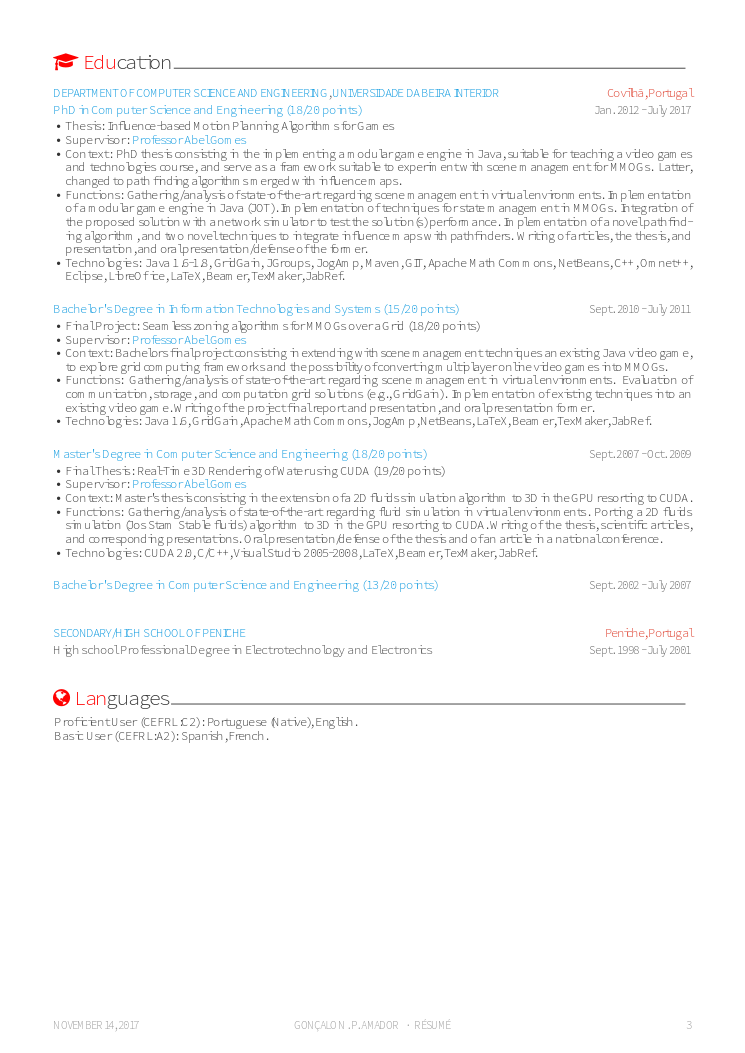 Education
DEPARTMENT OF COMPUTER SCIENCE AND ENGINEERING, UNIVERSIDADE DA BEIRA INTERIOR Covilhã, Portugal
PhD in Computer Science and Engineering (18/20 points) Jan. 2012 - July 2017
• Thesis: Influence-based Motion Planning Algorithms for Games
• Supervisor: Professor Abel Gomes
• Context: PhD thesis consisting in the implementing a modular game engine in Java, suitable for teaching a video games
and technologies course, and serve as a framework suitable to experiment with scene management for MMOGs. Latter,
changed to path finding algorithms merged with influence maps.
• Functions: Gathering/analysis of state-of-the-art regarding scene management in virtual environments. Implementation
of a modular game engine in Java (JOT). Implementation of techniques for state management in MMOGs. Integration of
the proposed solution with a network simulator to test the solution(s) performance. Implementation of a novel path find-
ing algorithm, and two novel techniques to integrate influence maps with path finders. Writing of articles, the thesis, and
presentation, and oral presentation/defense of the former.
• Technologies: Java 1.6-1.8, GridGain, JGroups, JogAmp, Maven, GIT, Apache Math Commons, NetBeans, C++, Omnet++,
Eclipse, LibreOffice, LaTeX, Beamer, TexMaker, JabRef.
Bachelor's Degree in Information Technologies and Systems (15/20 points) Sept. 2010 - July 2011
• Final Project: Seamless zoning algorithms for MMOGs over a Grid (18/20 points)
• Supervisor: Professor Abel Gomes
• Context: Bachelors final project consisting in extending with scene management techniques an existing Java video game,
to explore grid computing frameworks and the possibility of converting multiplayer online video games into MMOGs.
• Functions: Gathering/analysis of state-of-the-art regarding scene management in virtual environments. Evaluation of
communication, storage, and computation grid solutions (e.g., GridGain). Implementation of existing techniques into an
existing video game. Writing of the project final report and presentation, and oral presentation former.
• Technologies: Java 1.6, GridGain, Apache Math Commons, JogAmp, NetBeans, LaTeX, Beamer, TexMaker, JabRef.
Master's Degree in Computer Science and Engineering (18/20 points) Sept. 2007 - Oct. 2009
• Final Thesis: Real-Time 3D Rendering of Water using CUDA (19/20 points)
• Supervisor: Professor Abel Gomes
• Context: Master's thesis consisting in the extension of a 2D fluids simulation algorithm to 3D in the GPU resorting to CUDA.
• Functions: Gathering/analysis of state-of-the-art regarding fluid simulation in virtual environments. Porting a 2D fluids
simulation (Jos Stam Stable fluids) algorithm to 3D in the GPU resorting to CUDA. Writing of the thesis, scientific articles,
and corresponding presentations. Oral presentation/defense of the thesis and of an article in a national conference.
• Technologies: CUDA 2.0, C/C++, Visual Studio 2005-2008, LaTeX, Beamer, TexMaker, JabRef.
Bachelor's Degree in Computer Science and Engineering (13/20 points) Sept. 2002 - July 2007
SECONDARY/HIGH SCHOOL OF PENICHE Peniche, Portugal
High school Professional Degree in Electrotechnology and Electronics Sept. 1998 - July 2001
Languages
Proficient User (CEFRL: C2): Portuguese (Native), English.
Basic User (CEFRL: A2): Spanish, French.
NOVEMBER 14, 2017 GONÇALO N. P. AMADOR · RÉSUMÉ 3